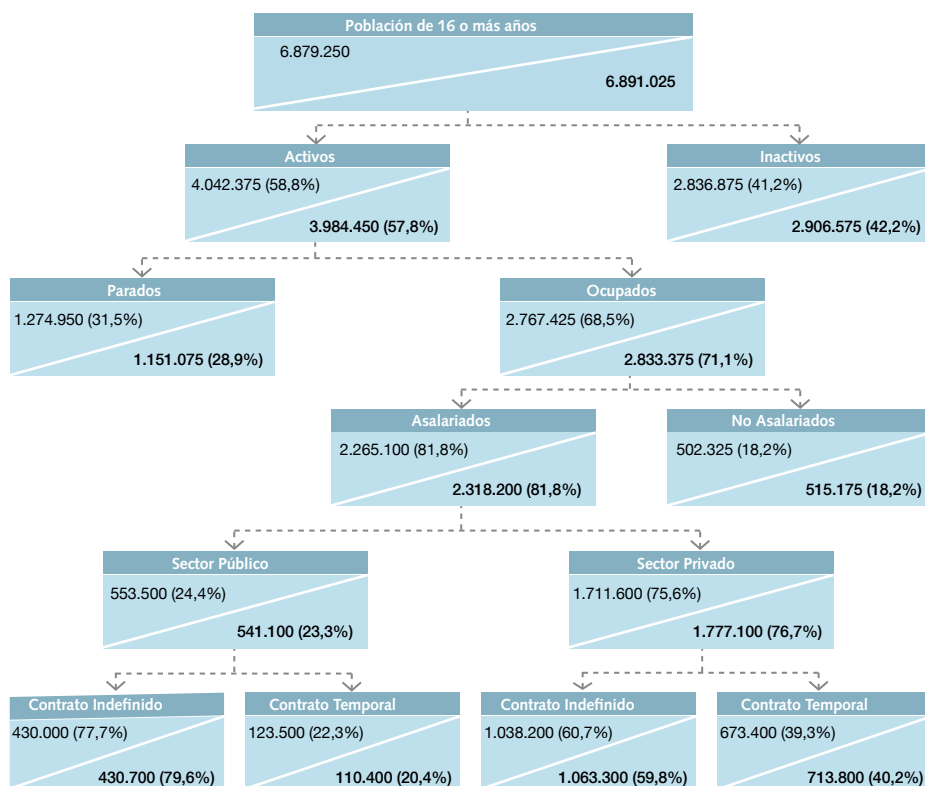 Población de 16 o más años
6.879.250
6.891.025
Activos
4.042.375 (58,8%)
3.984.450 (57,8%)
Inactivos
2.836.875 (41,2%)
2.906.575 (42,2%)
Parados
1.274.950 (31,5%)
1.151.075 (28,9%)
Ocupados
2.767.425 (68,5%)
2.833.375 (71,1%)
Asalariados
2.265.100 (81,8%)
2.318.200 (81,8%)
No Asalariados
502.325 (18,2%)
515.175 (18,2%)
Sector Público
553.500 (24,4%)
541.100 (23,3%)
Sector Privado
1.711.600 (75,6%)
1.777.100 (76,7%)
Contrato Indefinido
430.000 (77,7%)
430.700 (79,6%)
Contrato Temporal
123.500 (22,3%)
110.400 (20,4%)
Contrato Indefinido
1.038.200 (60,7%)
1.063.300 (59,8%)
Contrato Temporal
673.400 (39,3%)
713.800 (40,2%)